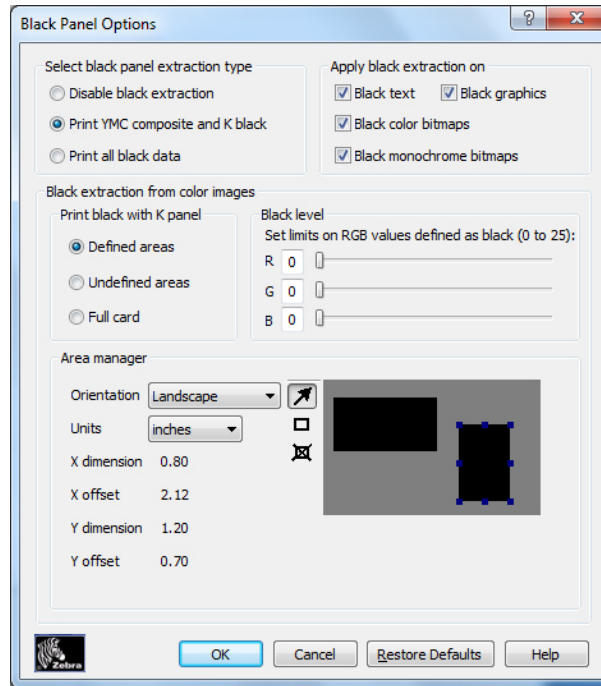 Black Panel Options
?
X
Select black panel extraction type
Disable black extraction
Print YMC composite and K black
Print all black data
Apply black extraction on
Black text Black graphics
Black color bitmaps
Black monochrome bitmaps
Black extraction from color images
Print black with K panel
Defined areas
Undefined areas
Full card
Black level
Set limits on RGB values defined as black (0 to 25):
R 0
G 0
B 0
Area manager
Orientation Landscape
Units inches
X dimension 0.80
X offset 2.12
Y dimension 1.20
Y offset 0.70
Zebra
OK Cancel Restore Defaults Help